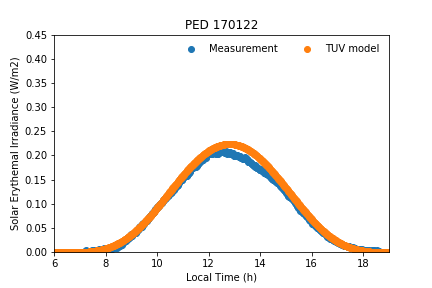 PED 170122
Measurement TUV model
Solar Erythemal Irradiance (W/m2)
0.45
0.40
0.35
0.30
0.25
0.20
0.15
0.10
0.05
0.00
6 8 10 12 14 16 18
Local Time (h)